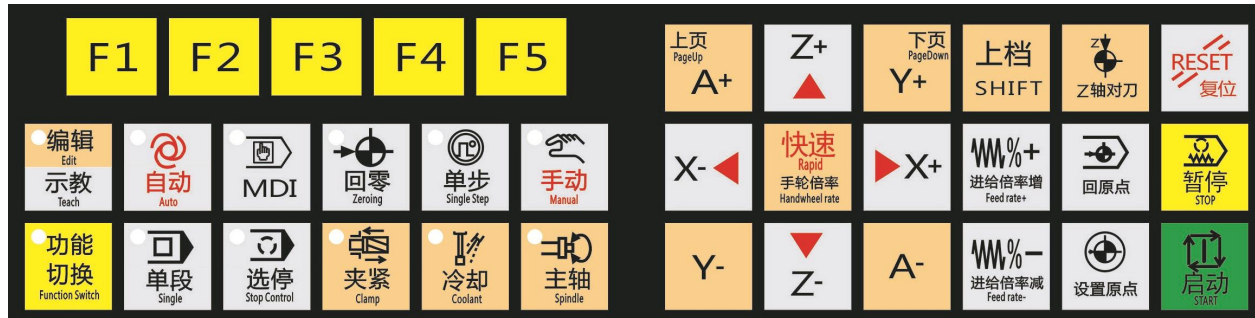 F1
F2
F3
F4
F5
上页
PageUp
A+
Z+
下页
PageDown
Y+
上档
SHIFT
Z
Z轴对刀
RESET
复位
编辑
Edit
示教
Teach
自动
Auto
MDI
回零
Zeroing
单步
Single Step
手动
Manual
X-
快速
Rapid
手轮倍率
Handwheel rate
X+
%+
进给倍率增
Feed rate+
回原点
暂停
STOP
功能
切换
Function Switch
单段
Single
选停
Stop Control
夹紧
Clamp
冷却
Coolant
主轴
Spindle
Y-
Z-
A-
%-
进给倍率减
Feed rate-
设置原点
启动
START